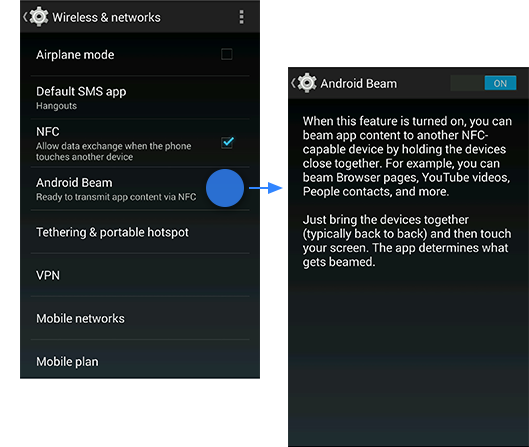 Wireless & networks
Airplane mode
Default SMS app
Hangouts
NFC
Allow data exchange when the phone
touches another device
Android Beam
Ready to transmit app content via NFC
Tethering & portable hotspot
VPN
Mobile networks
Mobile plan
Android Beam
ON
When this feature is turned on, you can
beam app content to another NFC-
capable device by holding the devices
close together. For example, you can
beam Browser pages, YouTube videos,
People contacts, and more.
Just bring the devices together
(typically back to back) and then touch
your screen. The app determines what
gets beamed.